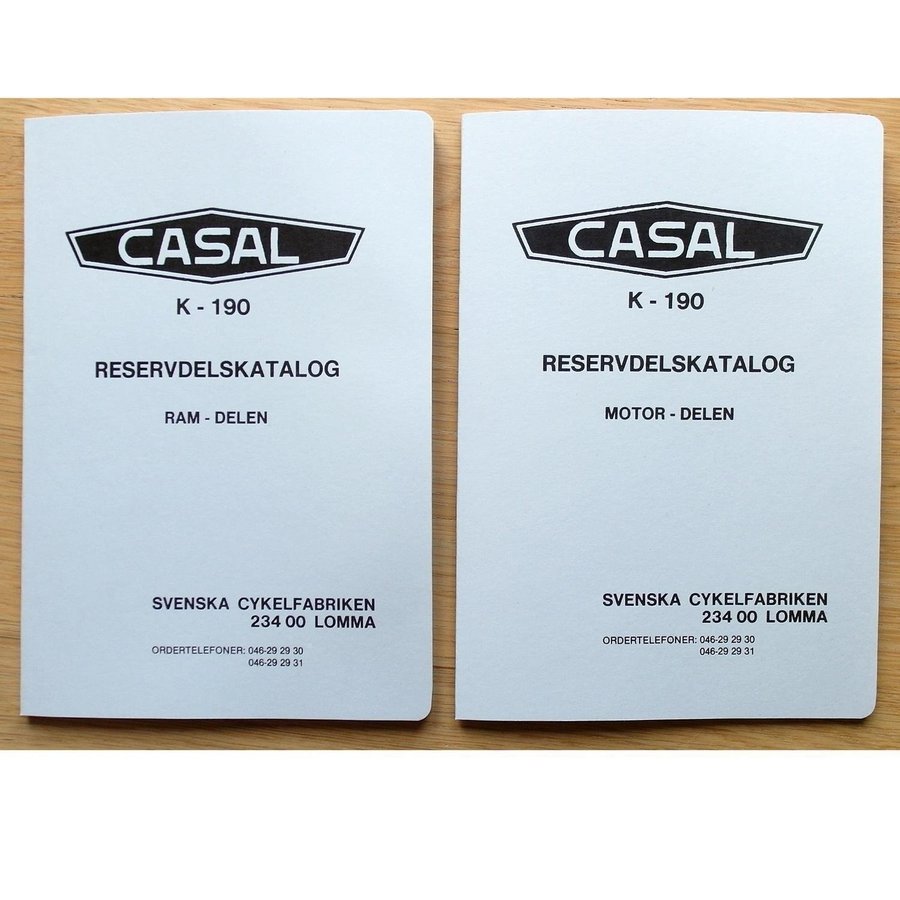 CASAL
K - 190
RESERVDELSKATALOG
RAM - DELEN
SVENSKA CYKELFABRIKEN
234 00 LOMMA
ORDERTELEFONER: 046-29 29 30
046-29 29 31
CASAL
K - 190
RESERVDELSKATALOG
MOTOR - DELEN
SVENSKA CYKELFABRIKEN
234 00 LOMMA
ORDERTELEFONER: 046-29 29 30
046-29 29 31